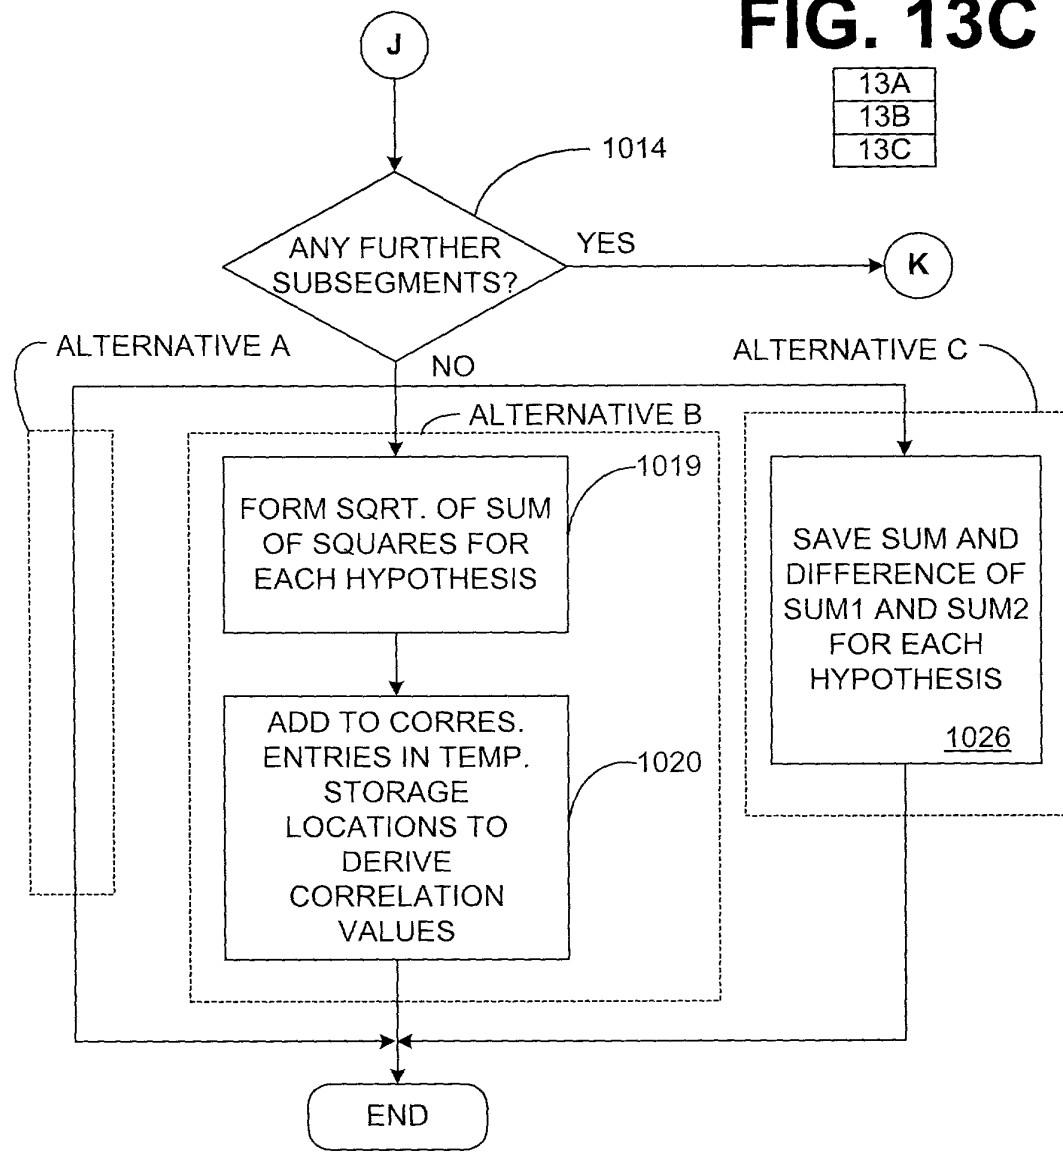 FIG. 13C
J
13A
13B
13C
1014
ANY FURTHER
SUBSEGMENTS?
YES
K
ALTERNATIVE A
NO
ALTERNATIVE C
ALTERNATIVE B
1019
FORM SQRT. OF SUM
OF SQUARES FOR
EACH HYPOTHESIS
SAVE SUM AND
DIFFERENCE OF
SUM1 AND SUM2
FOR EACH
HYPOTHESIS
1026
ADD TO CORRES.
ENTRIES IN TEMP.
STORAGE
LOCATIONS TO
DERIVE
CORRELATION
VALUES
1020
END